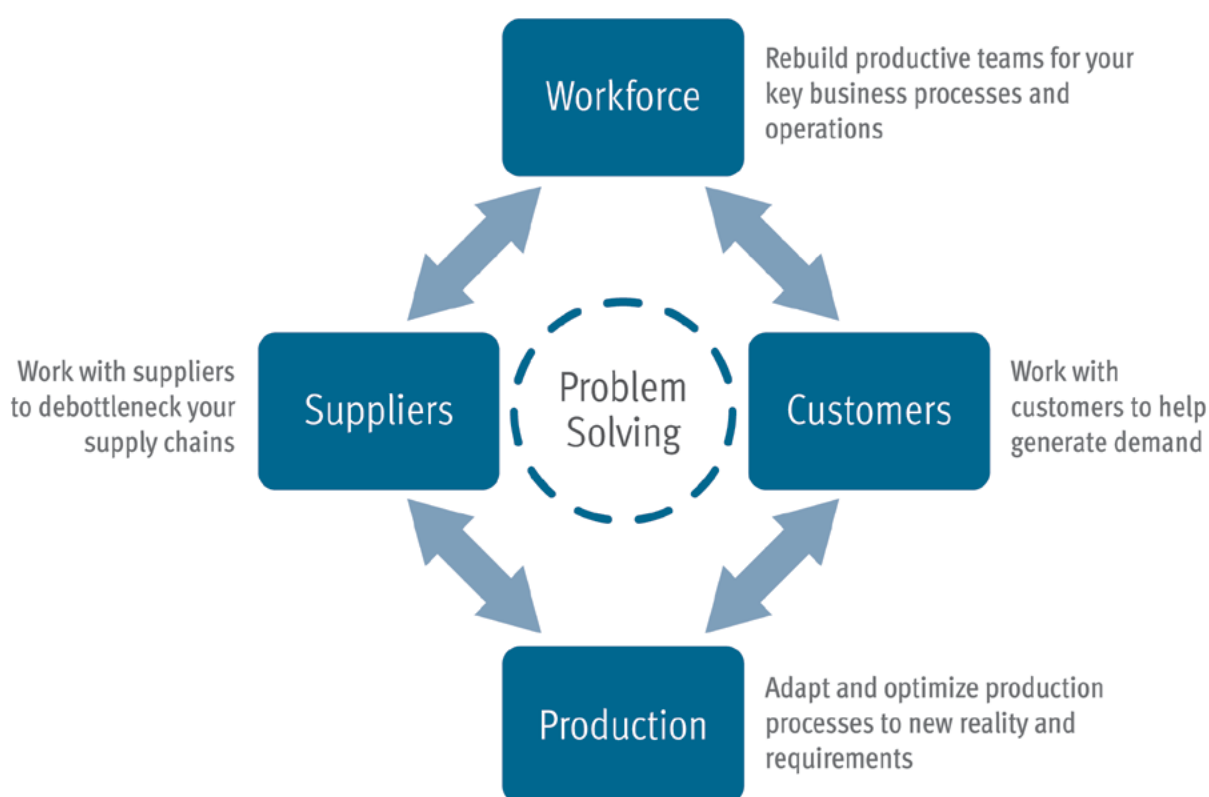 Workforce
Rebuild productive teams for your
key business processes and
operations
Work with suppliers
to debottleneck your
supply chains
Suppliers
Problem
Solving
Customers
Work with
customers to help
generate demand
Production
Adapt and optimize production
processes to new reality and
requirements